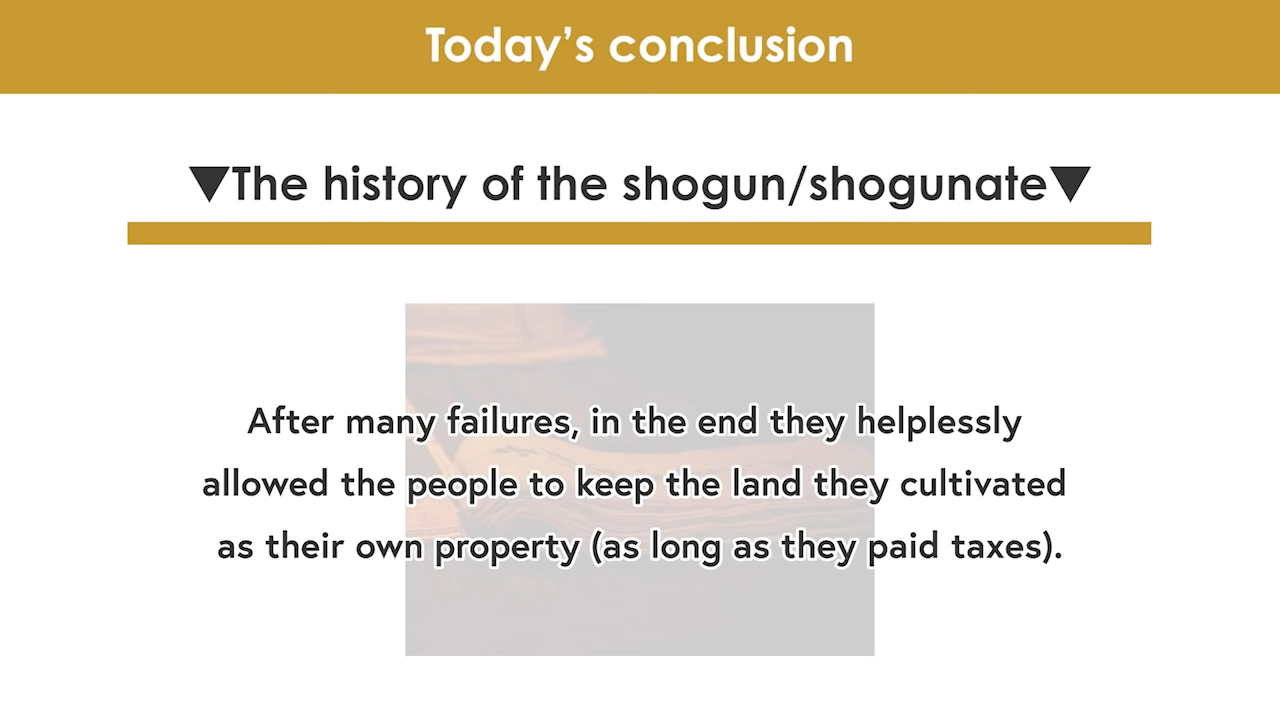 Today’s conclusion
▼The history of the shogun/shogunate▼
After many failures, in the end they helplessly
allowed the people to keep the land they cultivated
as their own property (as long as they paid taxes).